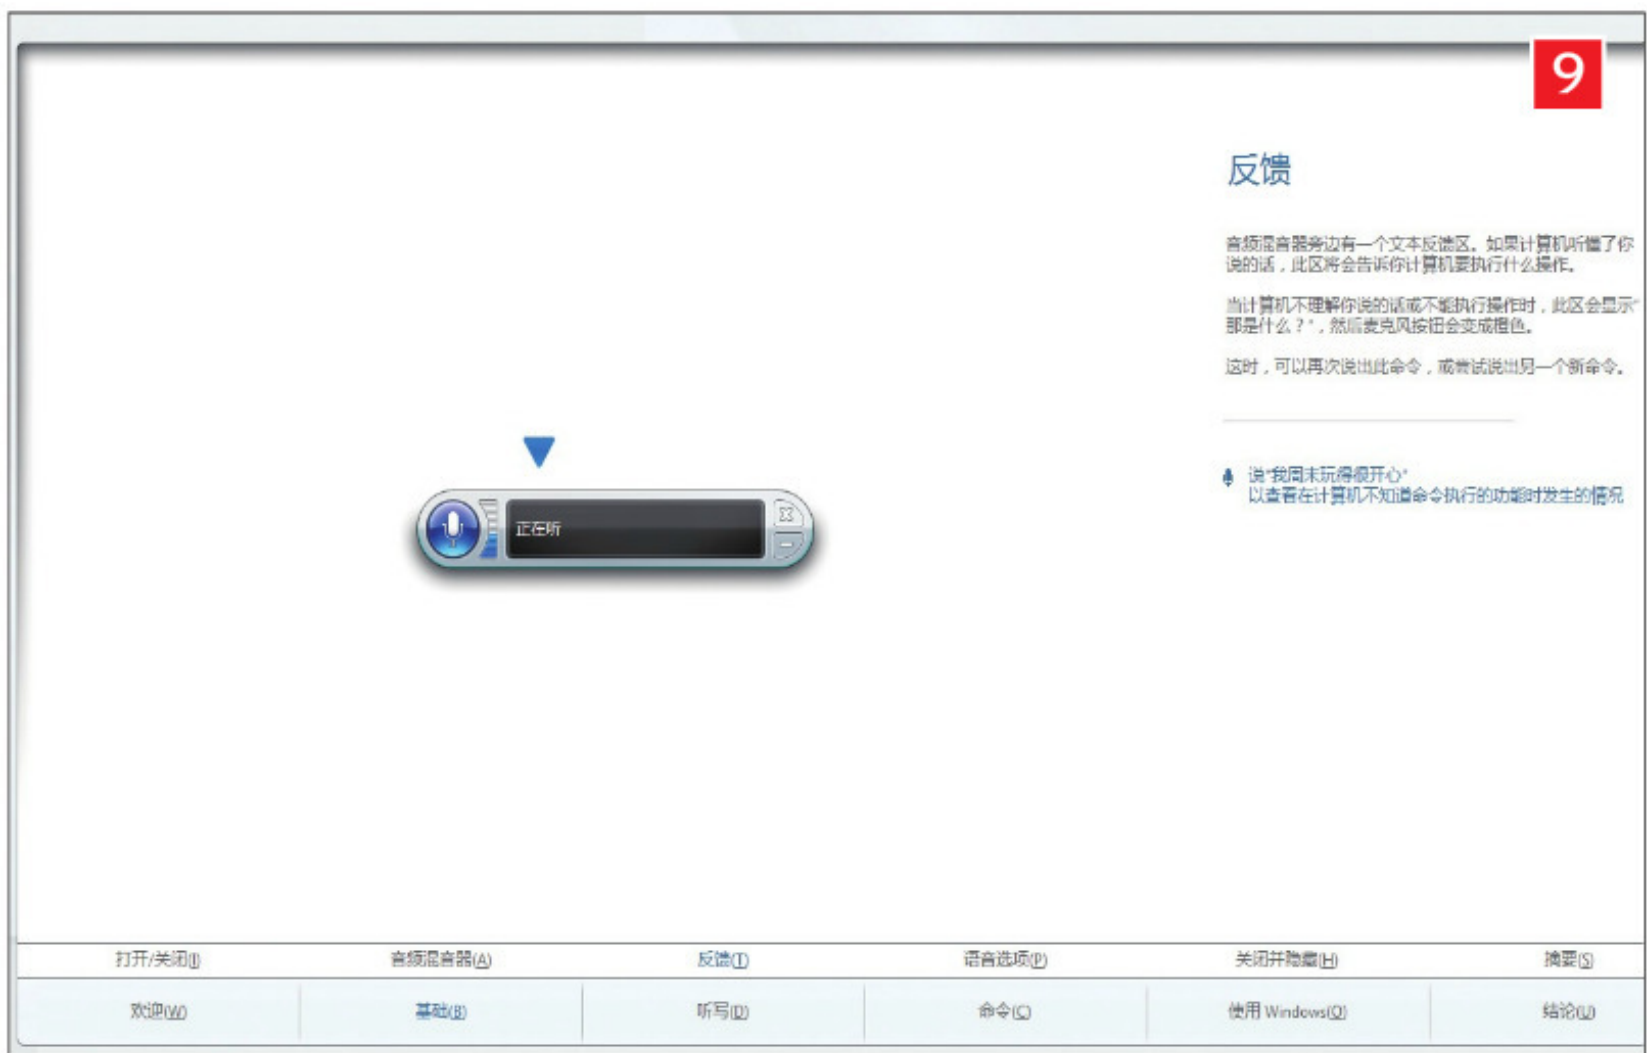 9
反馈
音频混音器旁边有一个文本反馈区。如果计算机听懂了你
说的话，此区将会告诉你计算机要执行什么操作。
当计算机不理解你说的话或不能执行操作时，此区会显示"
那是什么？"，然后麦克风按钮会变成橙色。
这时，可以再次说出此命令，或尝试说出另一个新命令。
说"我周末玩得很开心"
以查看在计算机不知道命令执行的功能时发生的情况
正在听
打开/关闭(I) 音频混音器(A) 反馈(T) 语音选项(P) 关闭并隐藏(H) 摘要(S)
欢迎(W) 基础(B) 听写(D) 命令(C) 使用 Windows(O) 结论(U)